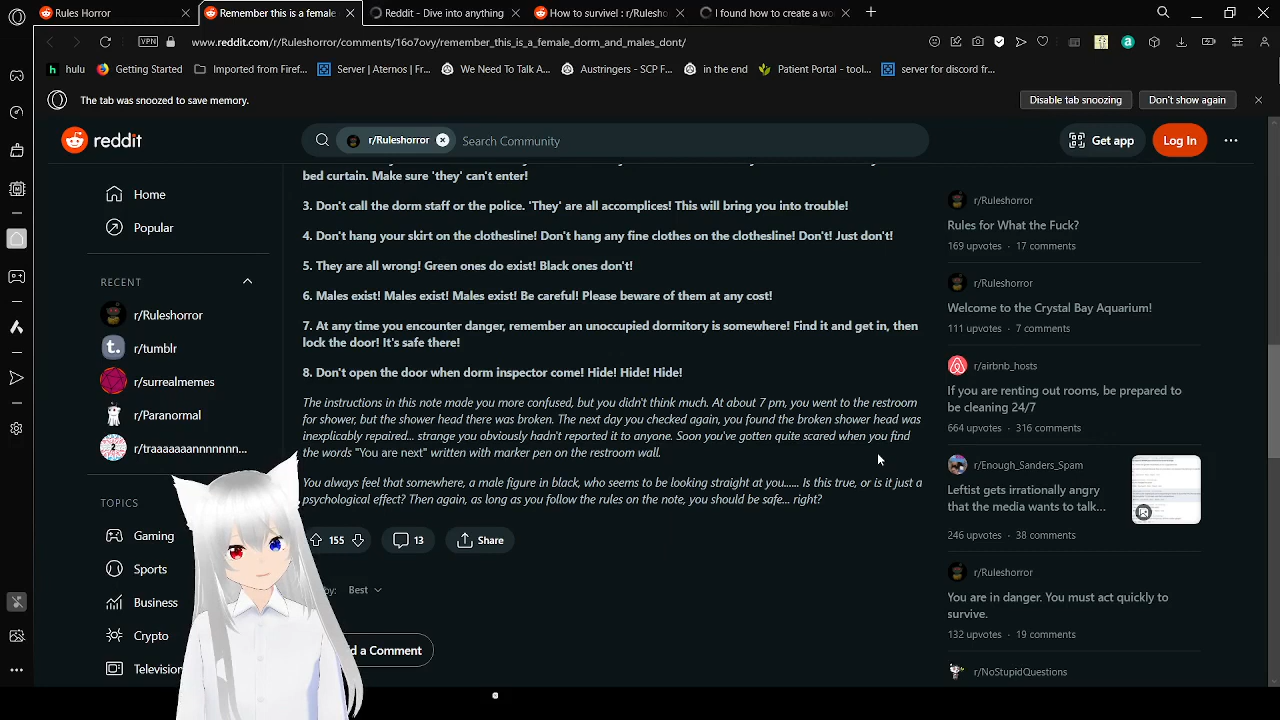 Rules Horror
Remember this is a female
Reddit - Dive into anything
How to survivel : r/Rulesho
I found how to create a wo
VPN
www.reddit.com/r/Ruleshorror/comments/16o7ovy/remember_this_is_a_female_dorm_and_males_dont/
hulu
Getting Started
Imported from Firef...
Server | Aternos | Fr...
We Used To Talk A...
Austringers - SCP F...
in the end
Patient Portal - tool...
server for discord fr...
The tab was snoozed to save memory.
Disable tab snoozing
Don't show again
reddit
r/Ruleshorror
Search Community
Get app
Log In
Home
Popular
RECENT
r/Ruleshorror
r/tumblr
r/surrealmemes
r/Paranormal
r/traaaaaaannnnnnn...
TOPICS
Gaming
Sports
Business
Crypto
Television
bed curtain. Make sure 'they' can't enter!
3. Don't call the dorm staff or the police. 'They' are all accomplices! This will bring you into trouble!
4. Don't hang your skirt on the clothesline! Don't hang any fine clothes on the clothesline! Don't! Just don't!
5. They are all wrong! Green ones do exist! Black ones don't!
6. Males exist! Males exist! Males exist! Be careful! Please beware of them at any cost!
7. At any time you encounter danger, remember an unoccupied dormitory is somewhere! Find it and get in, then
lock the door! It's safe there!
8. Don't open the door when dorm inspector come! Hide! Hide! Hide!
The instructions in this note made you more confused, but you didn't think much. At about 7 pm, you went to the restroom
for shower, but the shower head there was broken. The next day you checked again, you found the broken shower head was
inexplicably repaired... strange you obviously hadn't reported it to anyone. Soon you've gotten quite scared when you find
the words "You are next" written with marker pen on the restroom wall.
You always feel that somewhere, a male figure in black, who seems to be looking straight at you...... Is this true, or is it just a
psychological effect? Then again, as long as you follow the rules on the note, you should be safe... right?
155
13
Share
by:
Best
d a Comment
r/Ruleshorror
Rules for What the Fuck?
169 upvotes · 17 comments
r/Ruleshorror
Welcome to the Crystal Bay Aquarium!
111 upvotes · 7 comments
r/airbnb_hosts
If you are renting out rooms, be prepared to
be cleaning 24/7
664 upvotes · 316 comments
r/Enough_Sanders_Spam
Leftist gets irrationally angry
that the media wants to talk...
246 upvotes · 38 comments
r/Ruleshorror
You are in danger. You must act quickly to
survive.
132 upvotes · 19 comments
r/NoStupidQuestions